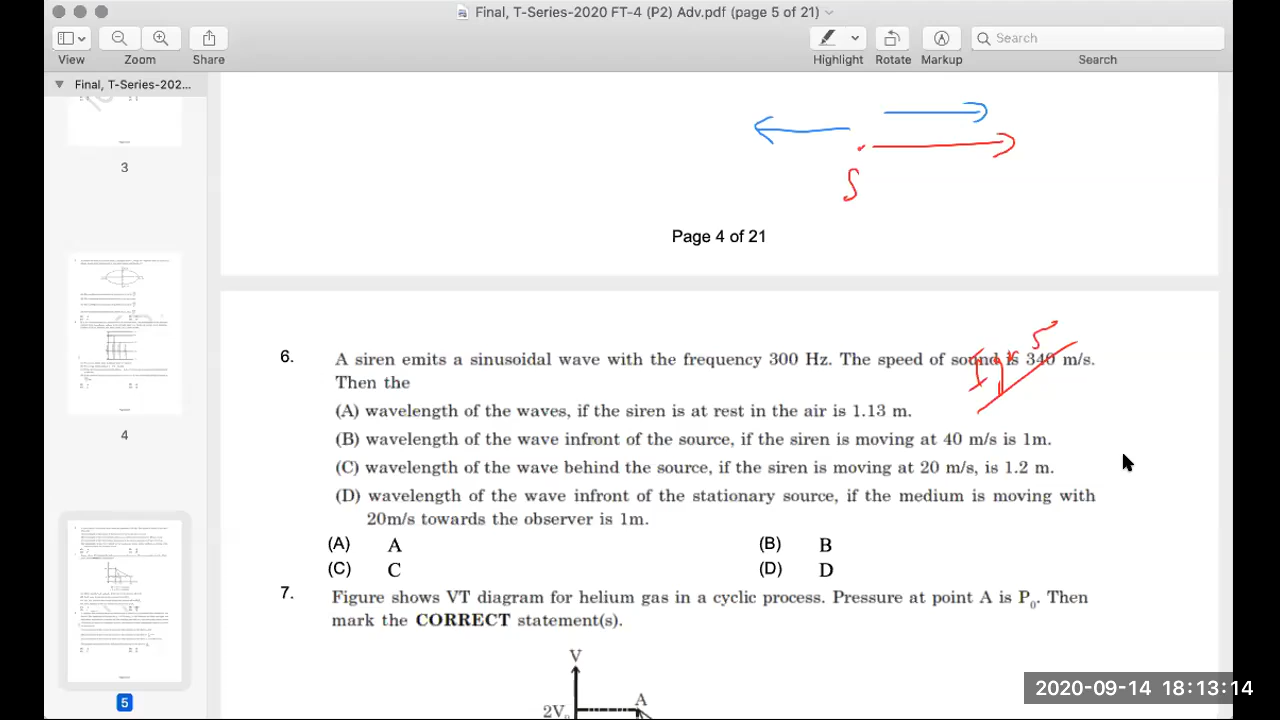 Final, T-Series-2020 FT-4 (P2) Adv.pdf (page 5 of 21)
View Zoom Share Highlight Rotate Markup Search
Search
Final, T-Series-202...
3
4
5
S
Page 4 of 21
6. A siren emits a sinusoidal wave with the frequency 300 Hz. The speed of sound is 340 m/s.
Then the
(A) wavelength of the waves, if the siren is at rest in the air is 1.13 m.
(B) wavelength of the wave infront of the source, if the siren is moving at 40 m/s is 1m.
(C) wavelength of the wave behind the source, if the siren is moving at 20 m/s, is 1.2 m.
(D) wavelength of the wave infront of the stationary source, if the medium is moving with
20m/s towards the observer is 1m.
(A) A (B) B
(C) C (D) D
7. Figure shows VT diagram for helium gas in a cyclic process. Pressure at point A is P₀. Then
mark the CORRECT statement(s).
V
A
2V₀
2020-09-14 18:13:14